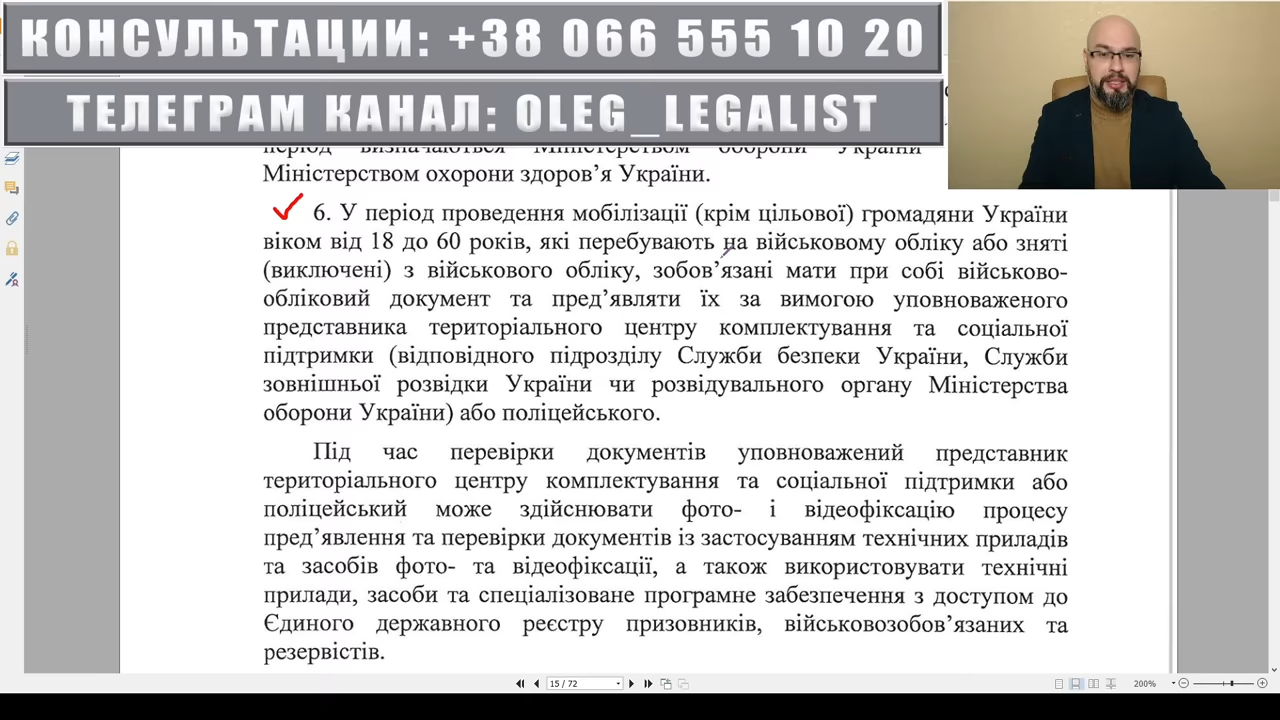 КОНСУЛЬТАЦИИ: +38 066 555 10 20
ТЕЛЕГРАМ КАНАЛ: OLEG_LEGALIST
період визначаються Міністерством оборони України
Міністерством охорони здоров’я України.
6. У період проведення мобілізації (крім цільової) громадяни України
віком від 18 до 60 років, які перебувають на військовому обліку або зняті
(виключені) з військового обліку, зобов’язані мати при собі військово-
обліковий документ та пред’являти їх за вимогою уповноваженого
представника територіального центру комплектування та соціальної
підтримки (відповідного підрозділу Служби безпеки України, Служби
зовнішньої розвідки України чи розвідувального органу Міністерства
оборони України) або поліцейського.
Під час перевірки документів уповноважений представник
територіального центру комплектування та соціальної підтримки або
поліцейський може здійснювати фото- і відеофіксацію процесу
пред’явлення та перевірки документів із застосуванням технічних приладів
та засобів фото- та відеофіксації, а також використовувати технічні
прилади, засоби та спеціалізоване програмне забезпечення з доступом до
Єдиного державного реєстру призовників, військовозобов’язаних та
резервістів.
15 / 72
200%